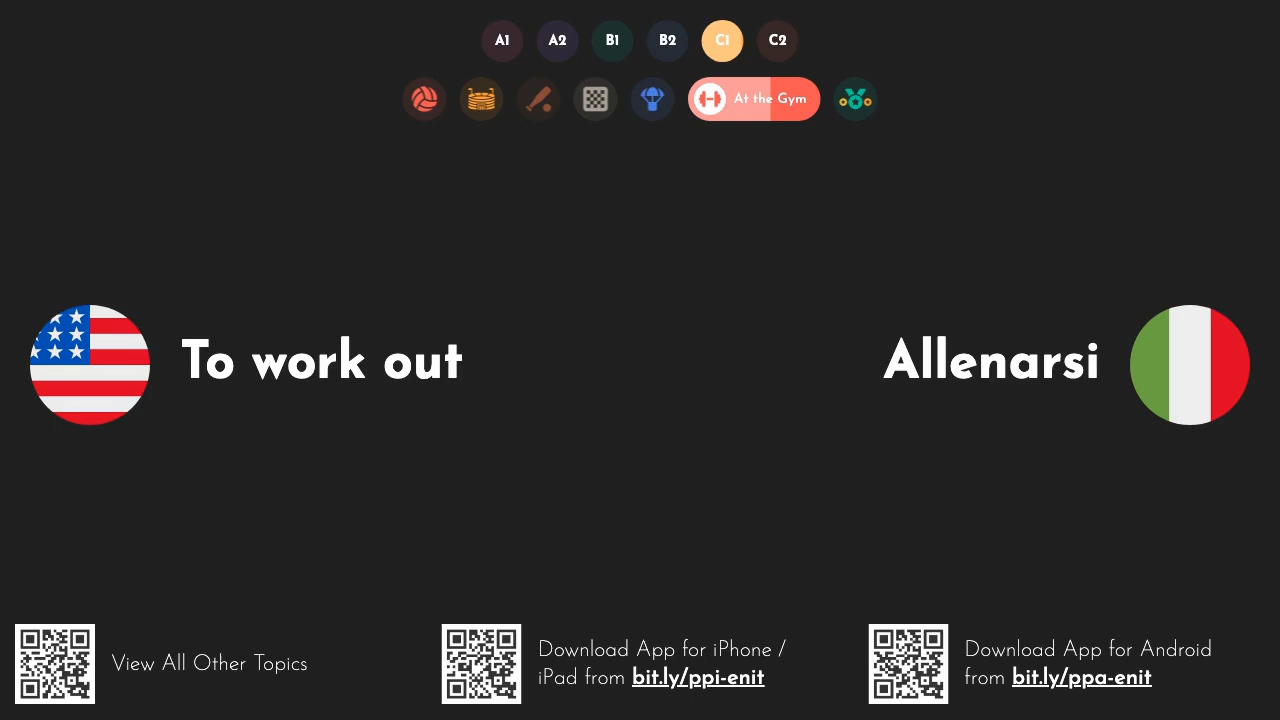 A1 A2 B1 B2 C1 C2
At the Gym
To work out
Allenarsi
View All Other Topics
Download App for iPhone /
iPad from bit.ly/ppi-enit
Download App for Android
from bit.ly/ppa-enit